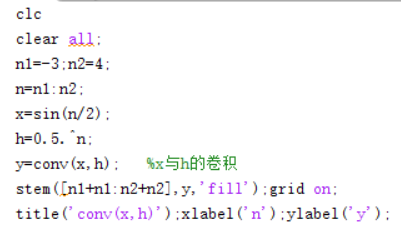 clc
clear all;
n1=-3;n2=4;
n=n1:n2;
x=sin(n/2);
h=0.5.^n;
y=conv(x,h);   %x与h的卷积
stem([n1+n1:n2+n2],y,'fill');grid on;
title('conv(x,h)');xlabel('n');ylabel('y');